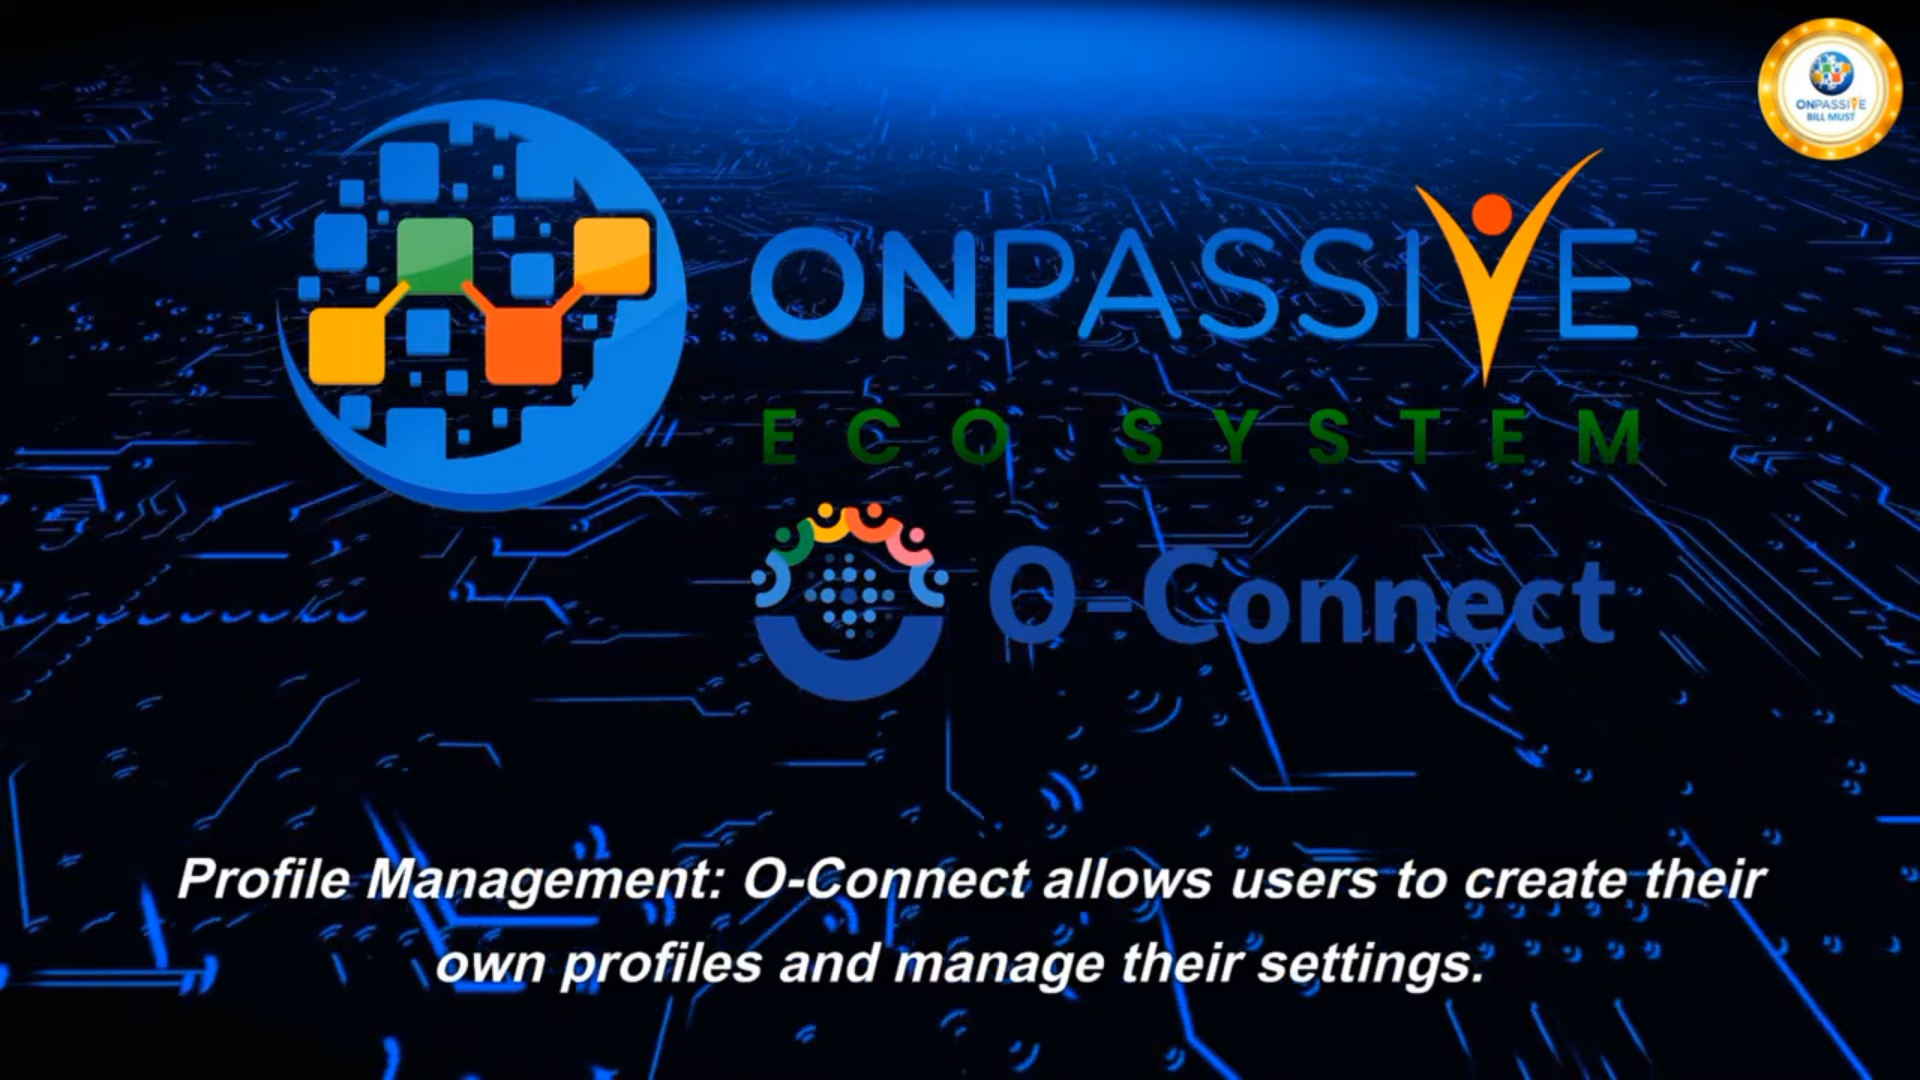 ONPASSIVE
BILL MUST
ONPASSIVE
ECO SYSTEM
O-Connect
Profile Management: O-Connect allows users to create their
own profiles and manage their settings.